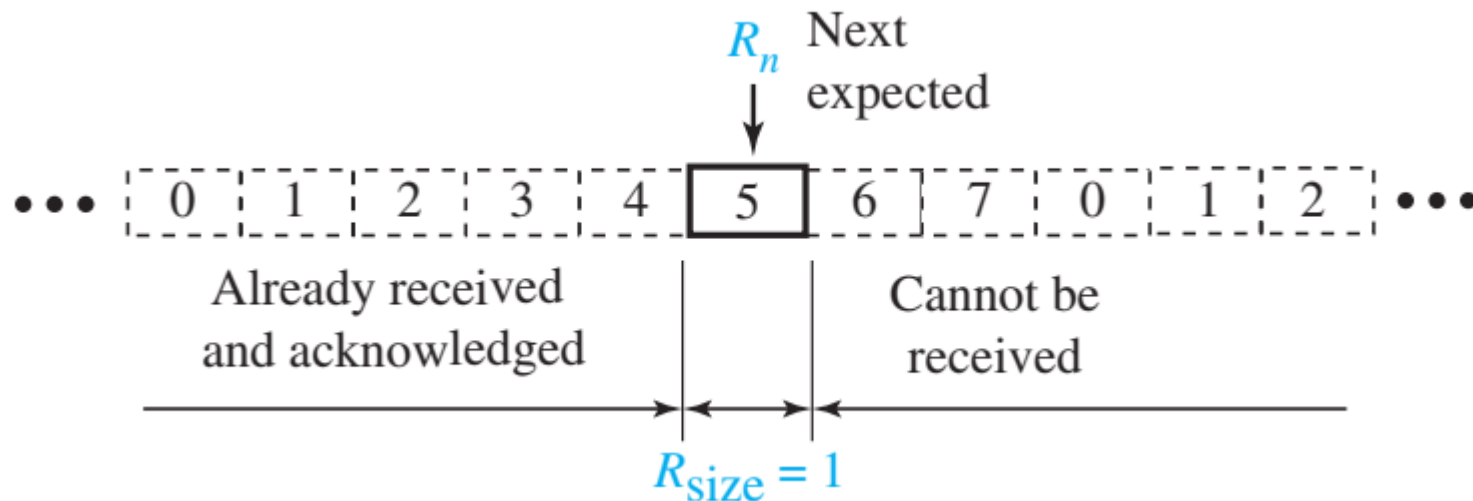 Rn Next
expected
••• 0 1 2 3 4 5 6 7 0 1 2 •••
Already received
and acknowledged
Cannot be
received
Rsize = 1